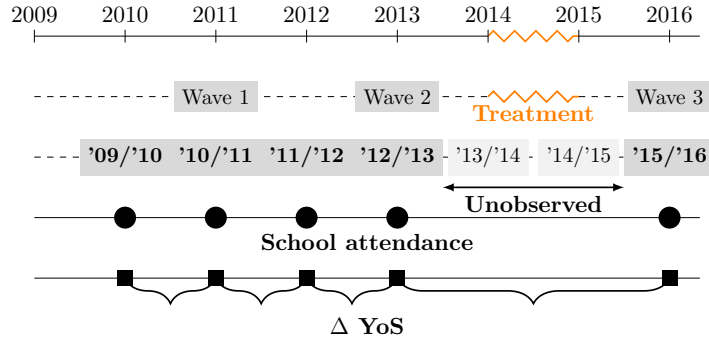 2009 2010 2011 2012 2013 2014 2015 2016
Wave 1 Wave 2 Wave 3
Treatment
’09/’10 ’10/’11 ’11/’12 ’12/’13 ’13/’14 ’14/’15 ’15/’16
Unobserved
School attendance
Δ YoS